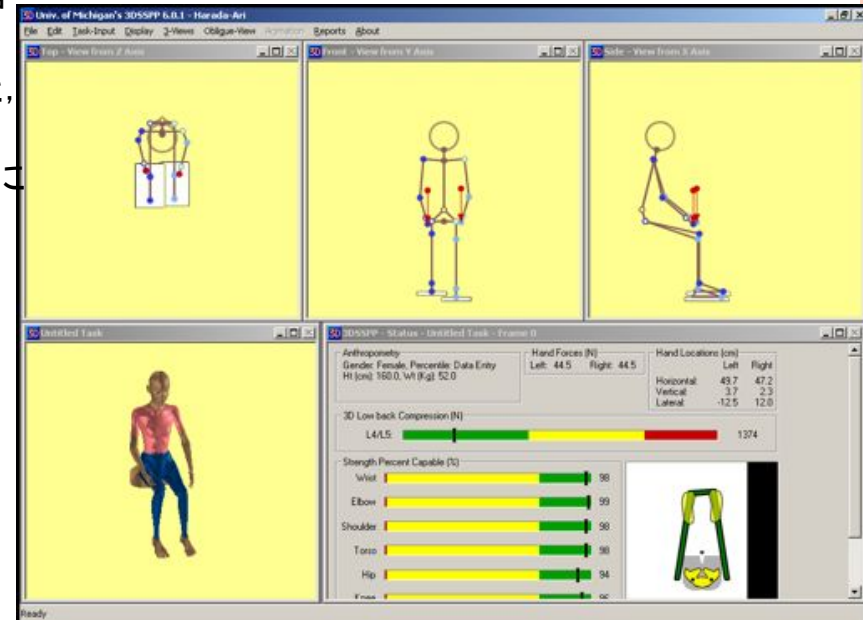 Univ. of Michigan's 3DSSPP 6.0.1 - Harada-Ari
File Edit Task-Input Display 3-Views Oblique-View Animation Reports About
Top - View from Z Axis
Front - View from Y Axis
Side - View from X Axis
Untitled Task
3DSSPP - Status - Untitled Task - Frame 0
Anthropometry
Gender: Female, Percentile: Data Entry
Ht (cm): 160.0, Wt (Kg): 52.0
Hand Forces (N)
Left: 44.5 Right: 44.5
Hand Locations (cm)
Left Right
Horizontal: 49.7 47.2
Vertical: 3.7 2.3
Lateral: -12.5 12.0
3D Low back Compression (N)
L4/L5: 1374
Strength Percent Capable (%)
Wrist 98
Elbow 99
Shoulder 98
Torso 98
Hip 94
Knee 96
Ready